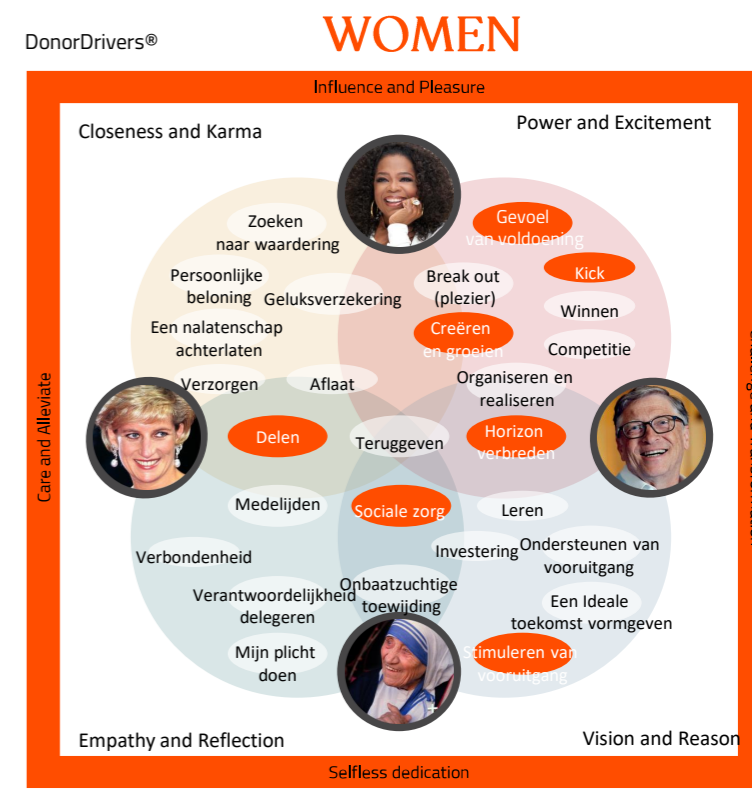 DonorDrivers®
WOMEN
Influence and Pleasure
Closeness and Karma
Power and Excitement
Zoeken
naar waardering
Gevoel
van voldoening
Persoonlijke
beloning
Geluksverzekering
Break out
(plezier)
Kick
Winnen
Een nalatenschap
achterlaten
Creëren
en groeien
Competitie
Verzorgen
Aflaat
Organiseren en
realiseren
Care and Alleviate
Delen
Teruggeven
Horizon
verbreden
Medelijden
Sociale zorg
Leren
Verbondenheid
Investering
Ondersteunen van
vooruitgang
Verantwoordelijkheid
delegeren
Onbaatzuchtige
toewijding
Een Ideale
toekomst vormgeven
Mijn plicht
doen
Stimuleren van
vooruitgang
Empathy and Reflection
Vision and Reason
Selfless dedication